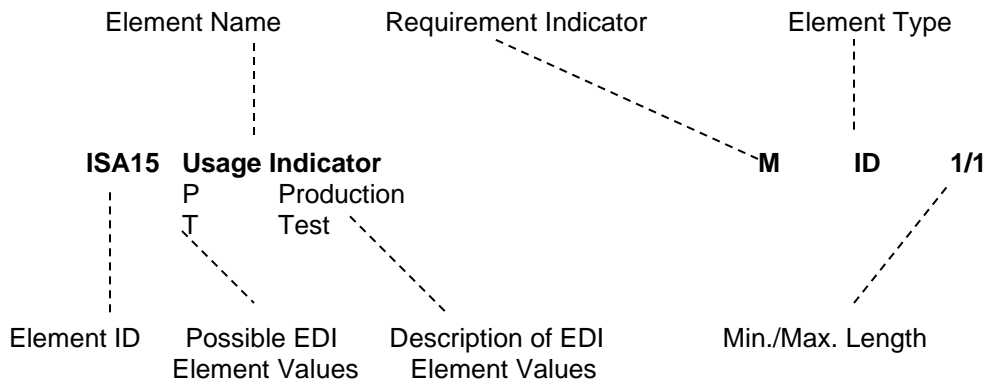 Element Name Requirement Indicator Element Type
ISA15 Usage Indicator M ID 1/1
P Production
T Test
Element ID Possible EDI Description of EDI Min./Max. Length
Element Values Element Values